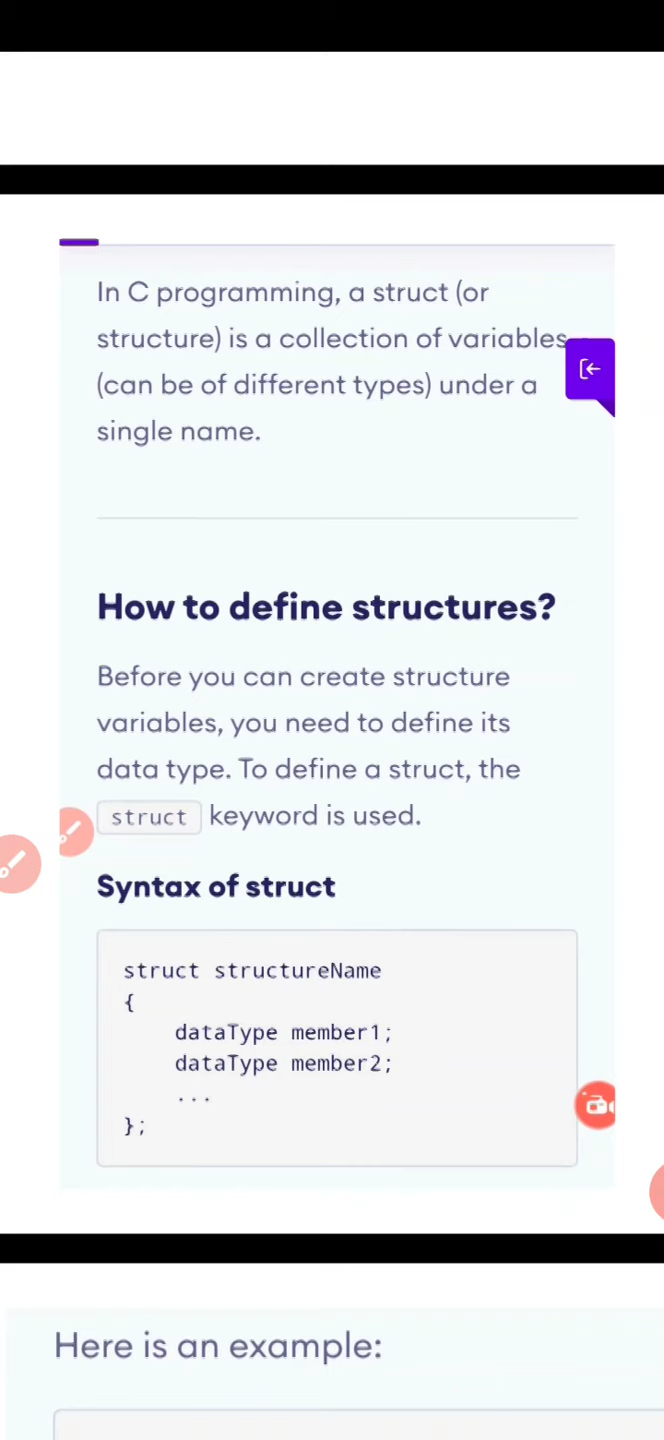 In C programming, a struct (or
structure) is a collection of variables
(can be of different types) under a
single name.
How to define structures?
Before you can create structure
variables, you need to define its
data type. To define a struct, the
struct keyword is used.
Syntax of struct
struct structureName
{
    dataType member1;
    dataType member2;
    ...
};
Here is an example: